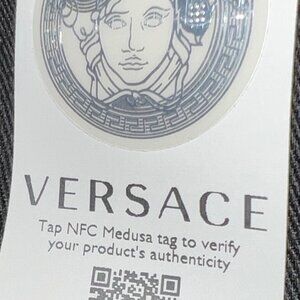 VERSACE
Tap NFC Medusa tag to verify
your product's authenticity